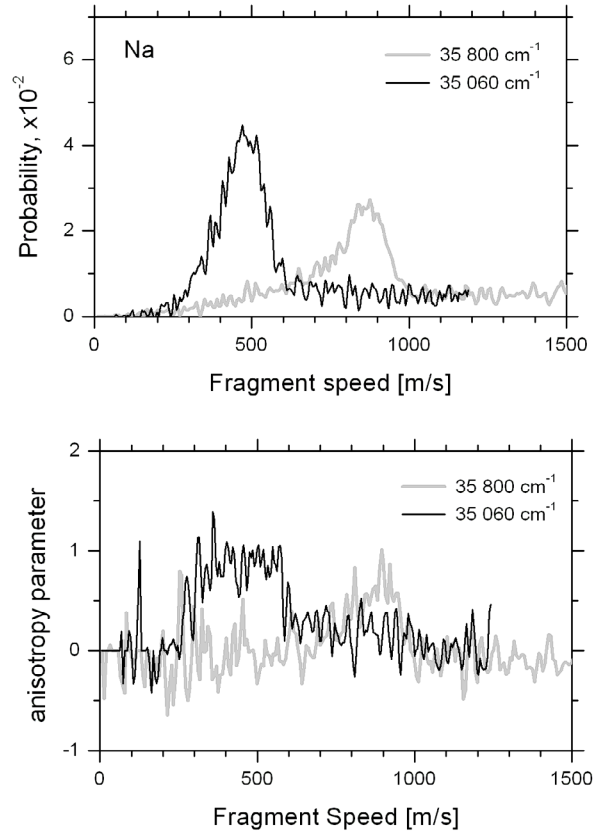 Na
35 800 cm⁻¹
35 060 cm⁻¹
Probability, x10⁻²
6
4
2
0
0 500 1000 1500
Fragment speed [m/s]
35 800 cm⁻¹
35 060 cm⁻¹
anisotropy parameter
2
1
0
-1
0 500 1000 1500
Fragment Speed [m/s]